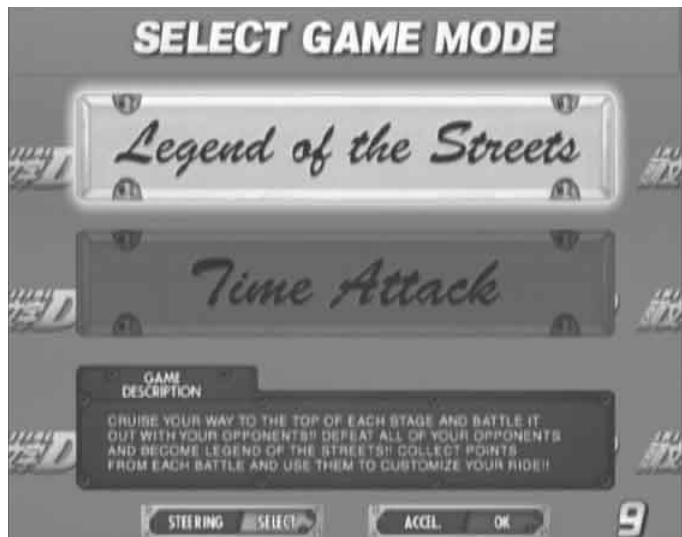 SELECT GAME MODE
Legend of the Streets
Time Attack
GAME
DESCRIPTION
CRUISE YOUR WAY TO THE TOP OF EACH STAGE AND BATTLE IT
OUT WITH YOUR OPPONENTS!! DEFEAT ALL OF YOUR OPPONENTS
AND BECOME LEGEND OF THE STREETS!! COLLECT POINTS
FROM EACH BATTLE AND USE THEM TO CUSTOMIZE YOUR RIDE!!
STEERING SELECT ACCEL. OK
9